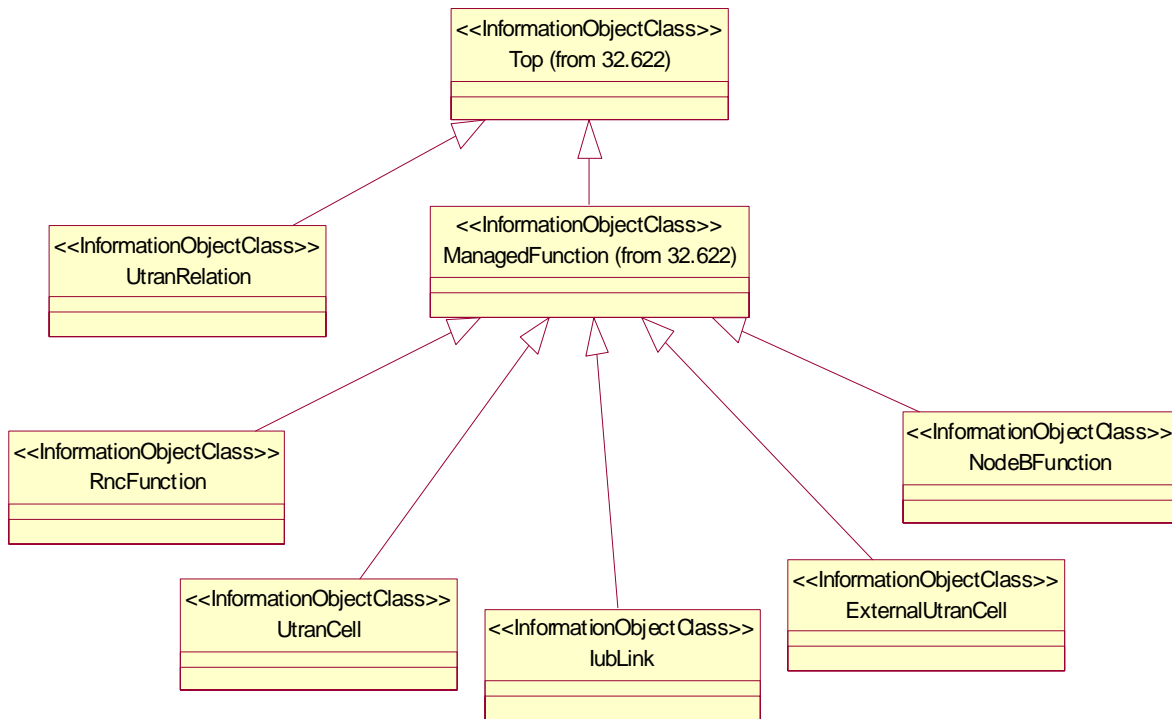 <<InformationObjectClass>>
Top (from 32.622)
<<InformationObjectClass>>
UtranRelation
<<InformationObjectClass>>
ManagedFunction (from 32.622)
<<InformationObjectClass>>
RncFunction
<<InformationObjectClass>>
NodeBFunction
<<InformationObjectClass>>
UtranCell
<<InformationObjectClass>>
IubLink
<<InformationObjectClass>>
ExternalUtranCell